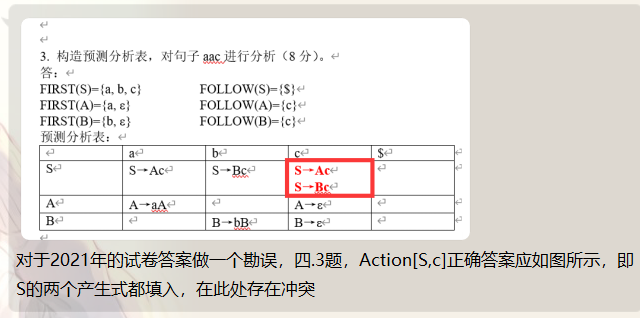 3. 构造预测分析表，对句子 aac 进行分析（8 分）。
答：
FIRST(S)={a, b, c} FOLLOW(S)={$}
FIRST(A)={a, ε} FOLLOW(A)={c}
FIRST(B)={b, ε} FOLLOW(B)={c}
预测分析表：
a b c $
S S→Ac S→Bc S→Ac
S→Bc
A A→aA A→ε
B B→bB B→ε
对于2021年的试卷答案做一个勘误，四.3题，Action[S,c]正确答案应如图所示，即
S的两个产生式都填入，在此处存在冲突